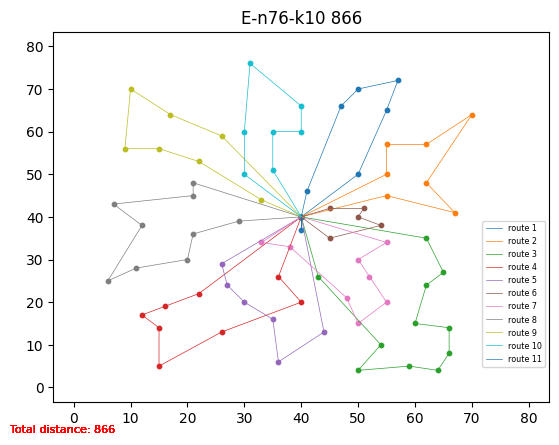 E-n76-k10 866
80
70
60
50
40
30
20
10
0
route 1
route 2
route 3
route 4
route 5
route 6
route 7
route 8
route 9
route 10
route 11
0 10 20 30 40 50 60 70 80
Total distance: 866